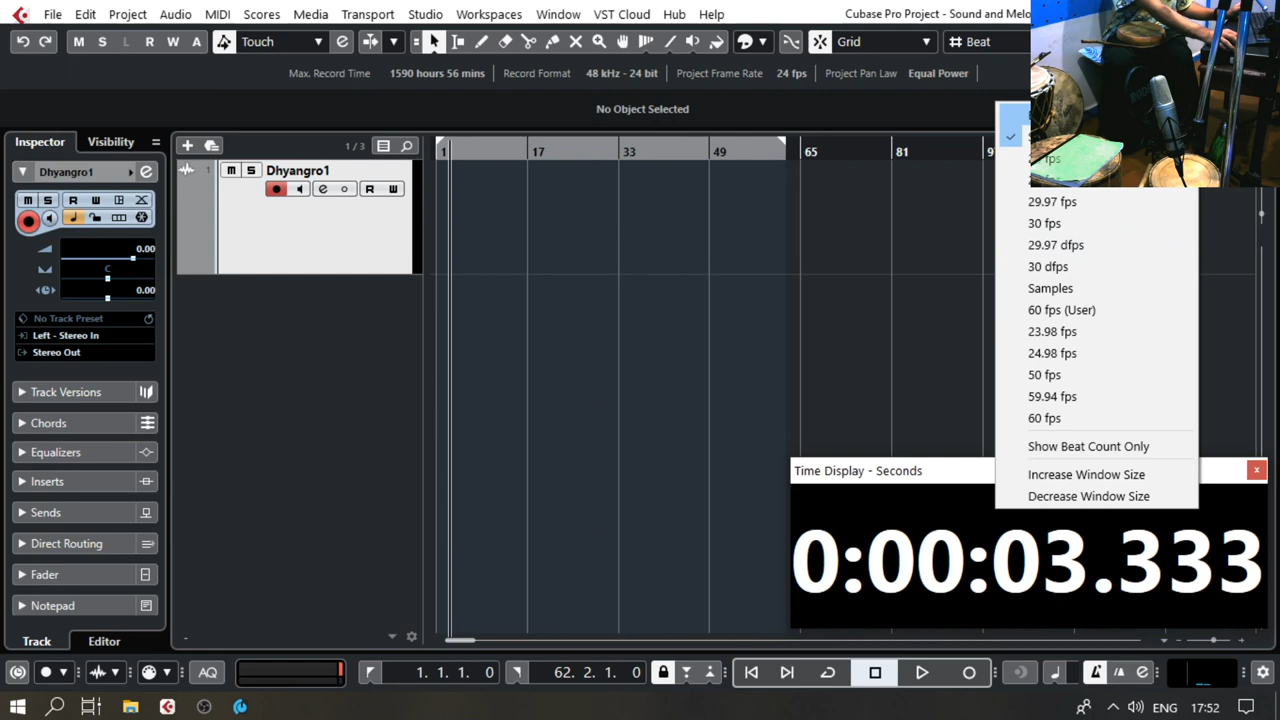 File Edit Project Audio MIDI Scores Media Transport Studio Workspaces Window VST Cloud Hub Help Cubase Pro Project - Sound and Melo
M S L R W A Touch Grid Beat
Max. Record Time 1590 hours 56 mins Record Format 48 kHz - 24 bit Project Frame Rate 24 fps Project Pan Law Equal Power
No Object Selected
Inspector Visibility
1 / 3
1 17 33 49 65 81
Dhyangro1
M S R W
0.00
C
0.00
No Track Preset
Left - Stereo In
Stereo Out
Track Versions
Chords
Equalizers
Inserts
Sends
Direct Routing
Fader
Notepad
Track Editor
1
m S Dhyangro1
R W
29.97 fps
30 fps
29.97 dfps
30 dfps
Samples
60 fps (User)
23.98 fps
24.98 fps
50 fps
59.94 fps
60 fps
Show Beat Count Only
Increase Window Size
Decrease Window Size
Time Display - Seconds x
0:00:03.333
AQ 1. 1. 1. 0 62. 2. 1. 0
ENG 17:52